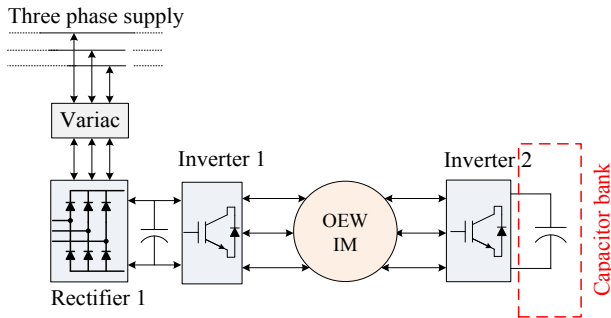 Three phase supply
Variac
Inverter 1
Inverter 2
OEW
IM
Rectifier 1
Capacitor bank